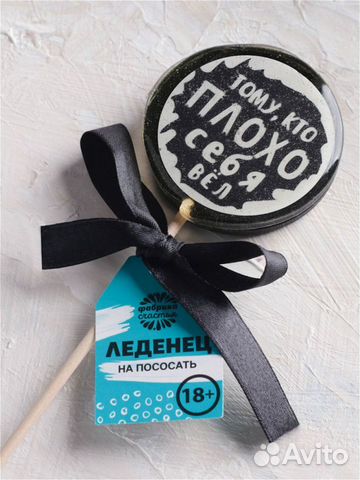 ТОМУ, КТО
ПЛОХО
себя
ВЁЛ
фабрика
счастья
ЛЕДЕНЕЦ
НА ПОСОСАТЬ
18+
Avito